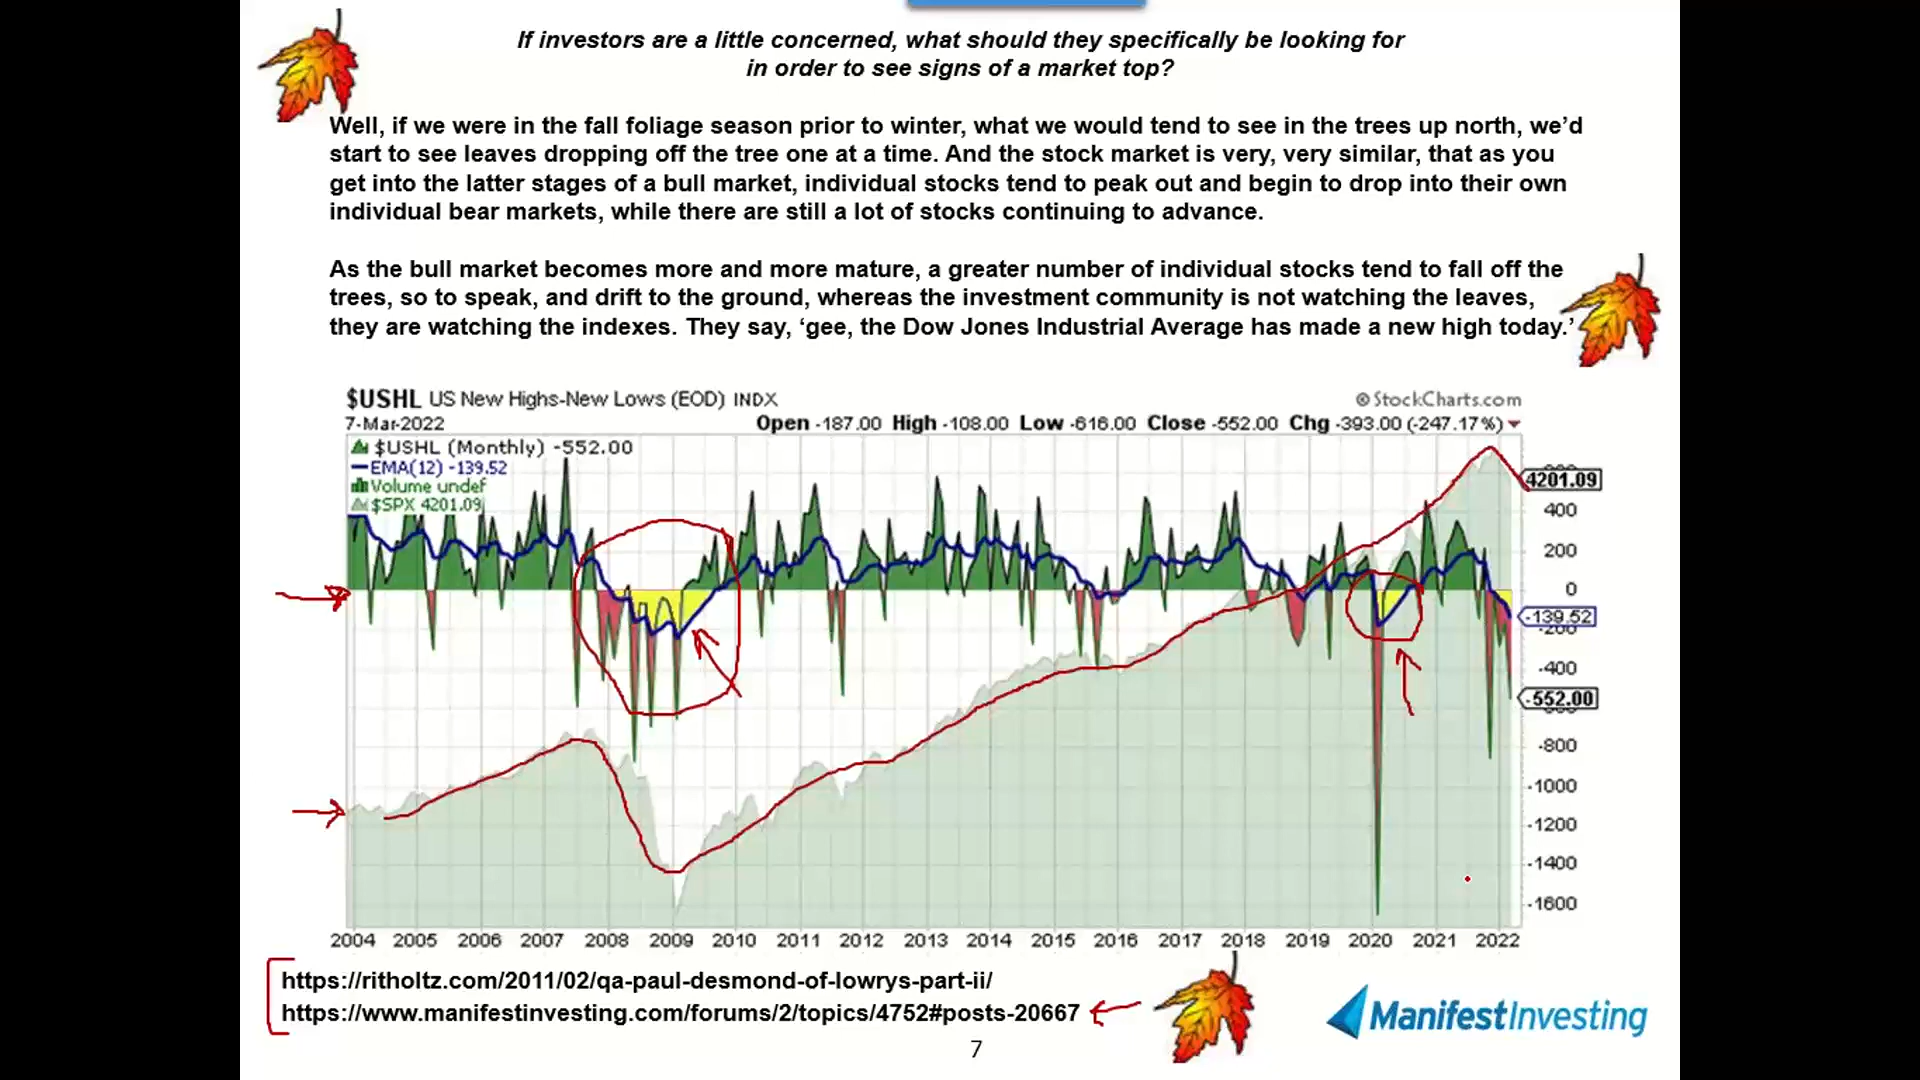 If investors are a little concerned, what should they specifically be looking for
in order to see signs of a market top?
Well, if we were in the fall foliage season prior to winter, what we would tend to see in the trees up north, we’d
start to see leaves dropping off the tree one at a time. And the stock market is very, very similar, that as you
get into the latter stages of a bull market, individual stocks tend to peak out and begin to drop into their own
individual bear markets, while there are still a lot of stocks continuing to advance.
As the bull market becomes more and more mature, a greater number of individual stocks tend to fall off the
trees, so to speak, and drift to the ground, whereas the investment community is not watching the leaves,
they are watching the indexes. They say, ‘gee, the Dow Jones Industrial Average has made a new high today.’
$USHL US New Highs-New Lows (EOD) INDX
© StockCharts.com
7-Mar-2022
Open -187.00 High -108.00 Low -616.00 Close -552.00 Chg -393.00 (-247.17%)
$USHL (Monthly) -552.00
EMA(12) -139.52
Volume undef
$SPX 4201.09
4201.09
400
200
0
-139.52
-400
-552.00
-800
-1000
-1200
-1400
-1600
2004 2005 2006 2007 2008 2009 2010 2011 2012 2013 2014 2015 2016 2017 2018 2019 2020 2021 2022
https://ritholtz.com/2011/02/qa-paul-desmond-of-lowrys-part-ii/
https://www.manifestinvesting.com/forums/2/topics/4752#posts-20667
ManifestInvesting
7